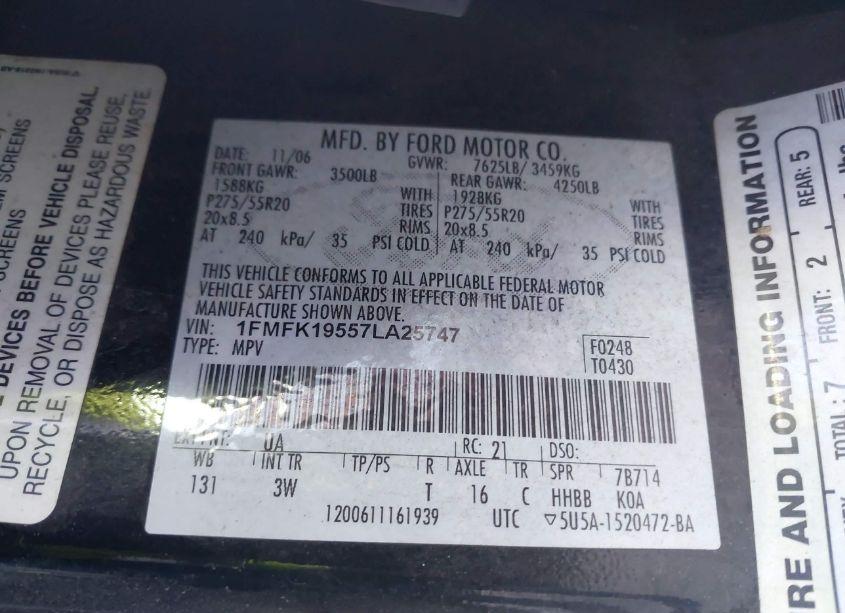 MFD. BY FORD MOTOR CO.
DATE: 11/06 GVWR: 7625LB/ 3459KG
FRONT GAWR: 3500LB REAR GAWR: 4250LB
1588KG WITH 1928KG WITH
P275/55R20 TIRES P275/55R20 TIRES
20x8.5 RIMS 20x8.5 RIMS
AT 240 kPa/ 35 PSI COLD AT 240 kPa/ 35 PSI COLD
THIS VEHICLE CONFORMS TO ALL APPLICABLE FEDERAL MOTOR
VEHICLE SAFETY STANDARDS IN EFFECT ON THE DATE OF
MANUFACTURE SHOWN ABOVE.
VIN: 1FMFK19557LA25747
TYPE: MPV
F0248
T0430
EXT PNT: UA RC: 21 DSO:
WB INT TR TP/PS R AXLE TR SPR 7B714
131 3W T 16 C HHBB KOA
1200611161939 UTC ▽5U5A-1520472-BA
SCREENS
SCREENS
DEVICES BEFORE VEHICLE DISPOSAL
UPON REMOVAL OF DEVICES PLEASE REUSE,
RECYCLE, OR DISPOSE AS HAZARDOUS WASTE.
RE AND LOADING INFORMATION
TOTAL: 7 FRONT: 2 REAR: 5